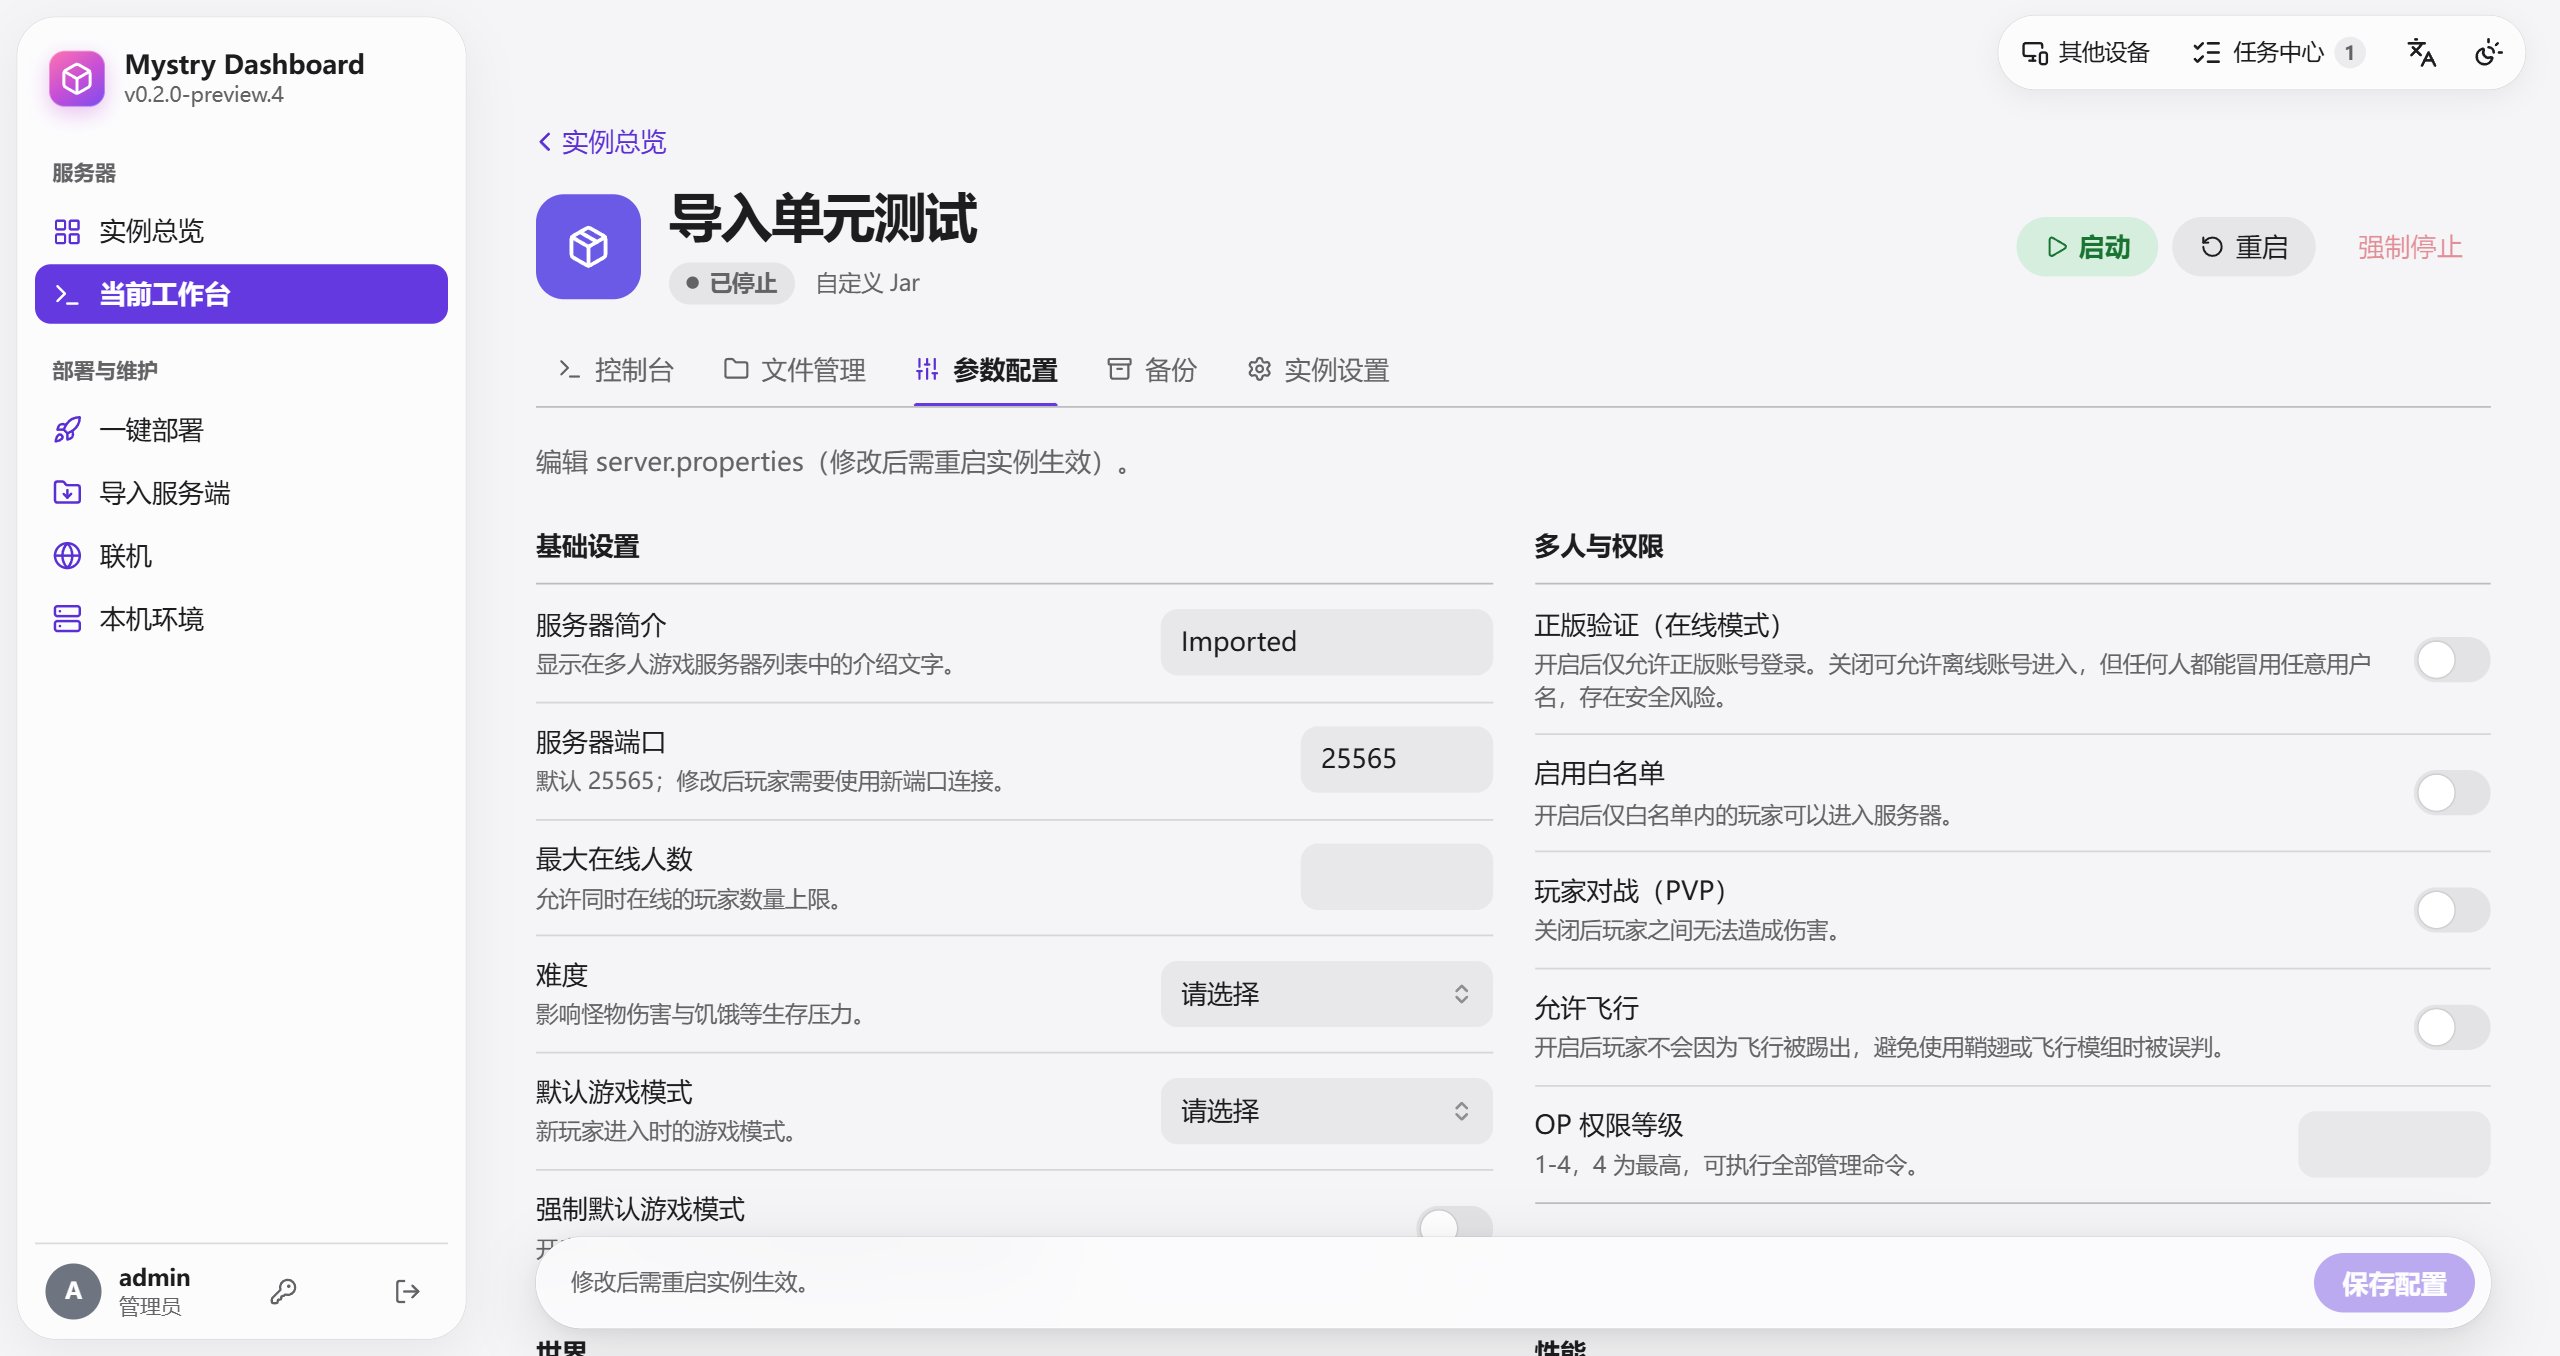 Mystry Dashboard
v0.2.0-preview.4
服务器
实例总览
当前工作台
部署与维护
一键部署
导入服务端
联机
本机环境
A
admin
管理员
其他设备
任务中心 1
实例总览
导入单元测试
已停止
自定义 Jar
启动
重启
强制停止
控制台
文件管理
参数配置
备份
实例设置
编辑 server.properties（修改后需重启实例生效）。
基础设置
服务器简介
显示在多人游戏服务器列表中的介绍文字。
Imported
服务器端口
默认 25565；修改后玩家需要使用新端口连接。
25565
最大在线人数
允许同时在线的玩家数量上限。
难度
影响怪物伤害与饥饿等生存压力。
请选择
默认游戏模式
新玩家进入时的游戏模式。
请选择
强制默认游戏模式
多人与权限
正版验证（在线模式）
开启后仅允许正版账号登录。关闭可允许离线账号进入，但任何人都能冒用任意用户
名，存在安全风险。
启用白名单
开启后仅白名单内的玩家可以进入服务器。
玩家对战（PVP）
关闭后玩家之间无法造成伤害。
允许飞行
开启后玩家不会因为飞行被踢出，避免使用鞘翅或飞行模组时被误判。
OP 权限等级
1-4，4 为最高，可执行全部管理命令。
修改后需重启实例生效。
保存配置
世界
性能